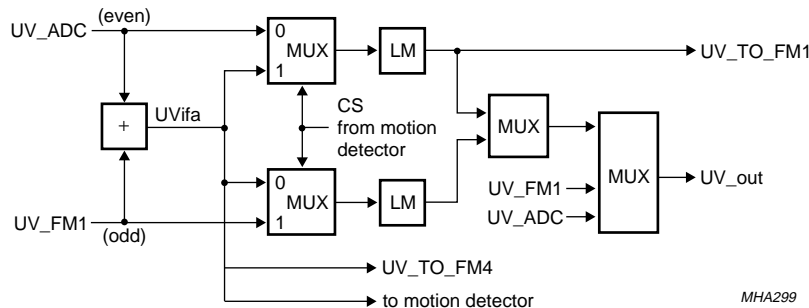 (even)
UV_ADC
0
MUX
LM
1
UV_TO_FM1
UVifa
+
CS
from motion
detector
MUX
0
MUX
LM
1
MUX
UV_out
UV_FM1
UV_ADC
UV_FM1
(odd)
UV_TO_FM4
to motion detector
MHA299